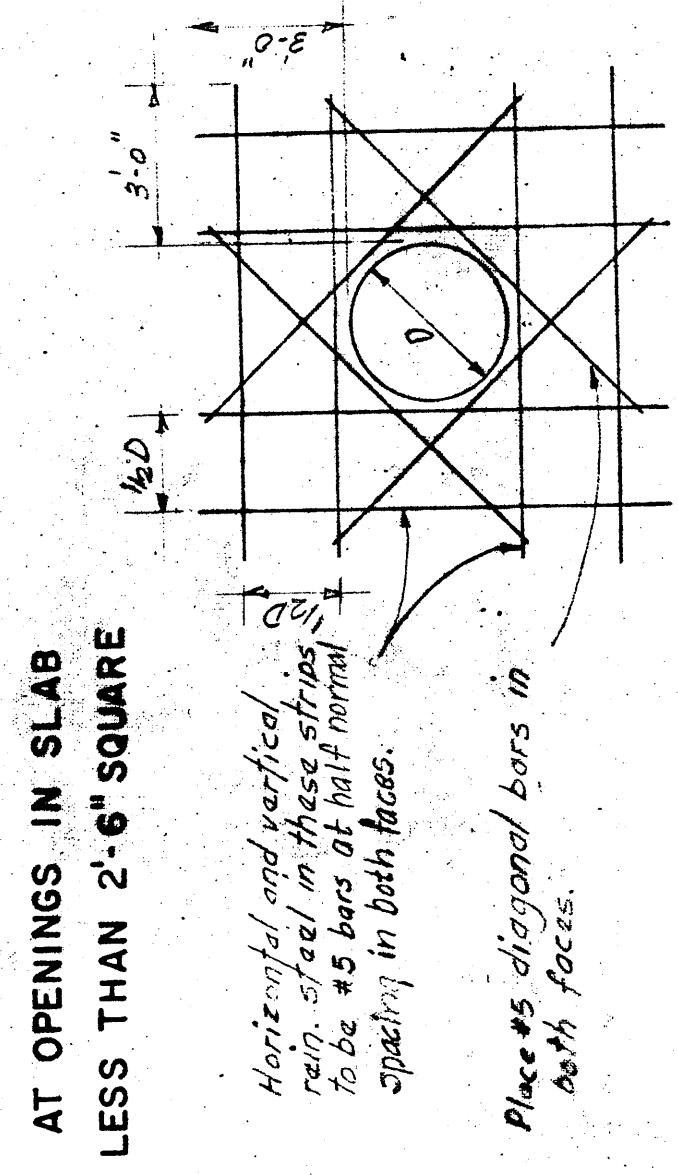 AT OPENINGS IN SLAB
LESS THAN 2'-6" SQUARE
Horizontal and vertical
rein. steel in these strips
to be #5 bars at half normal
spacing in both faces.
Place #5 diagonal bars in
both faces.
1/2D
1/2D
3'-0"
3'-0"
D